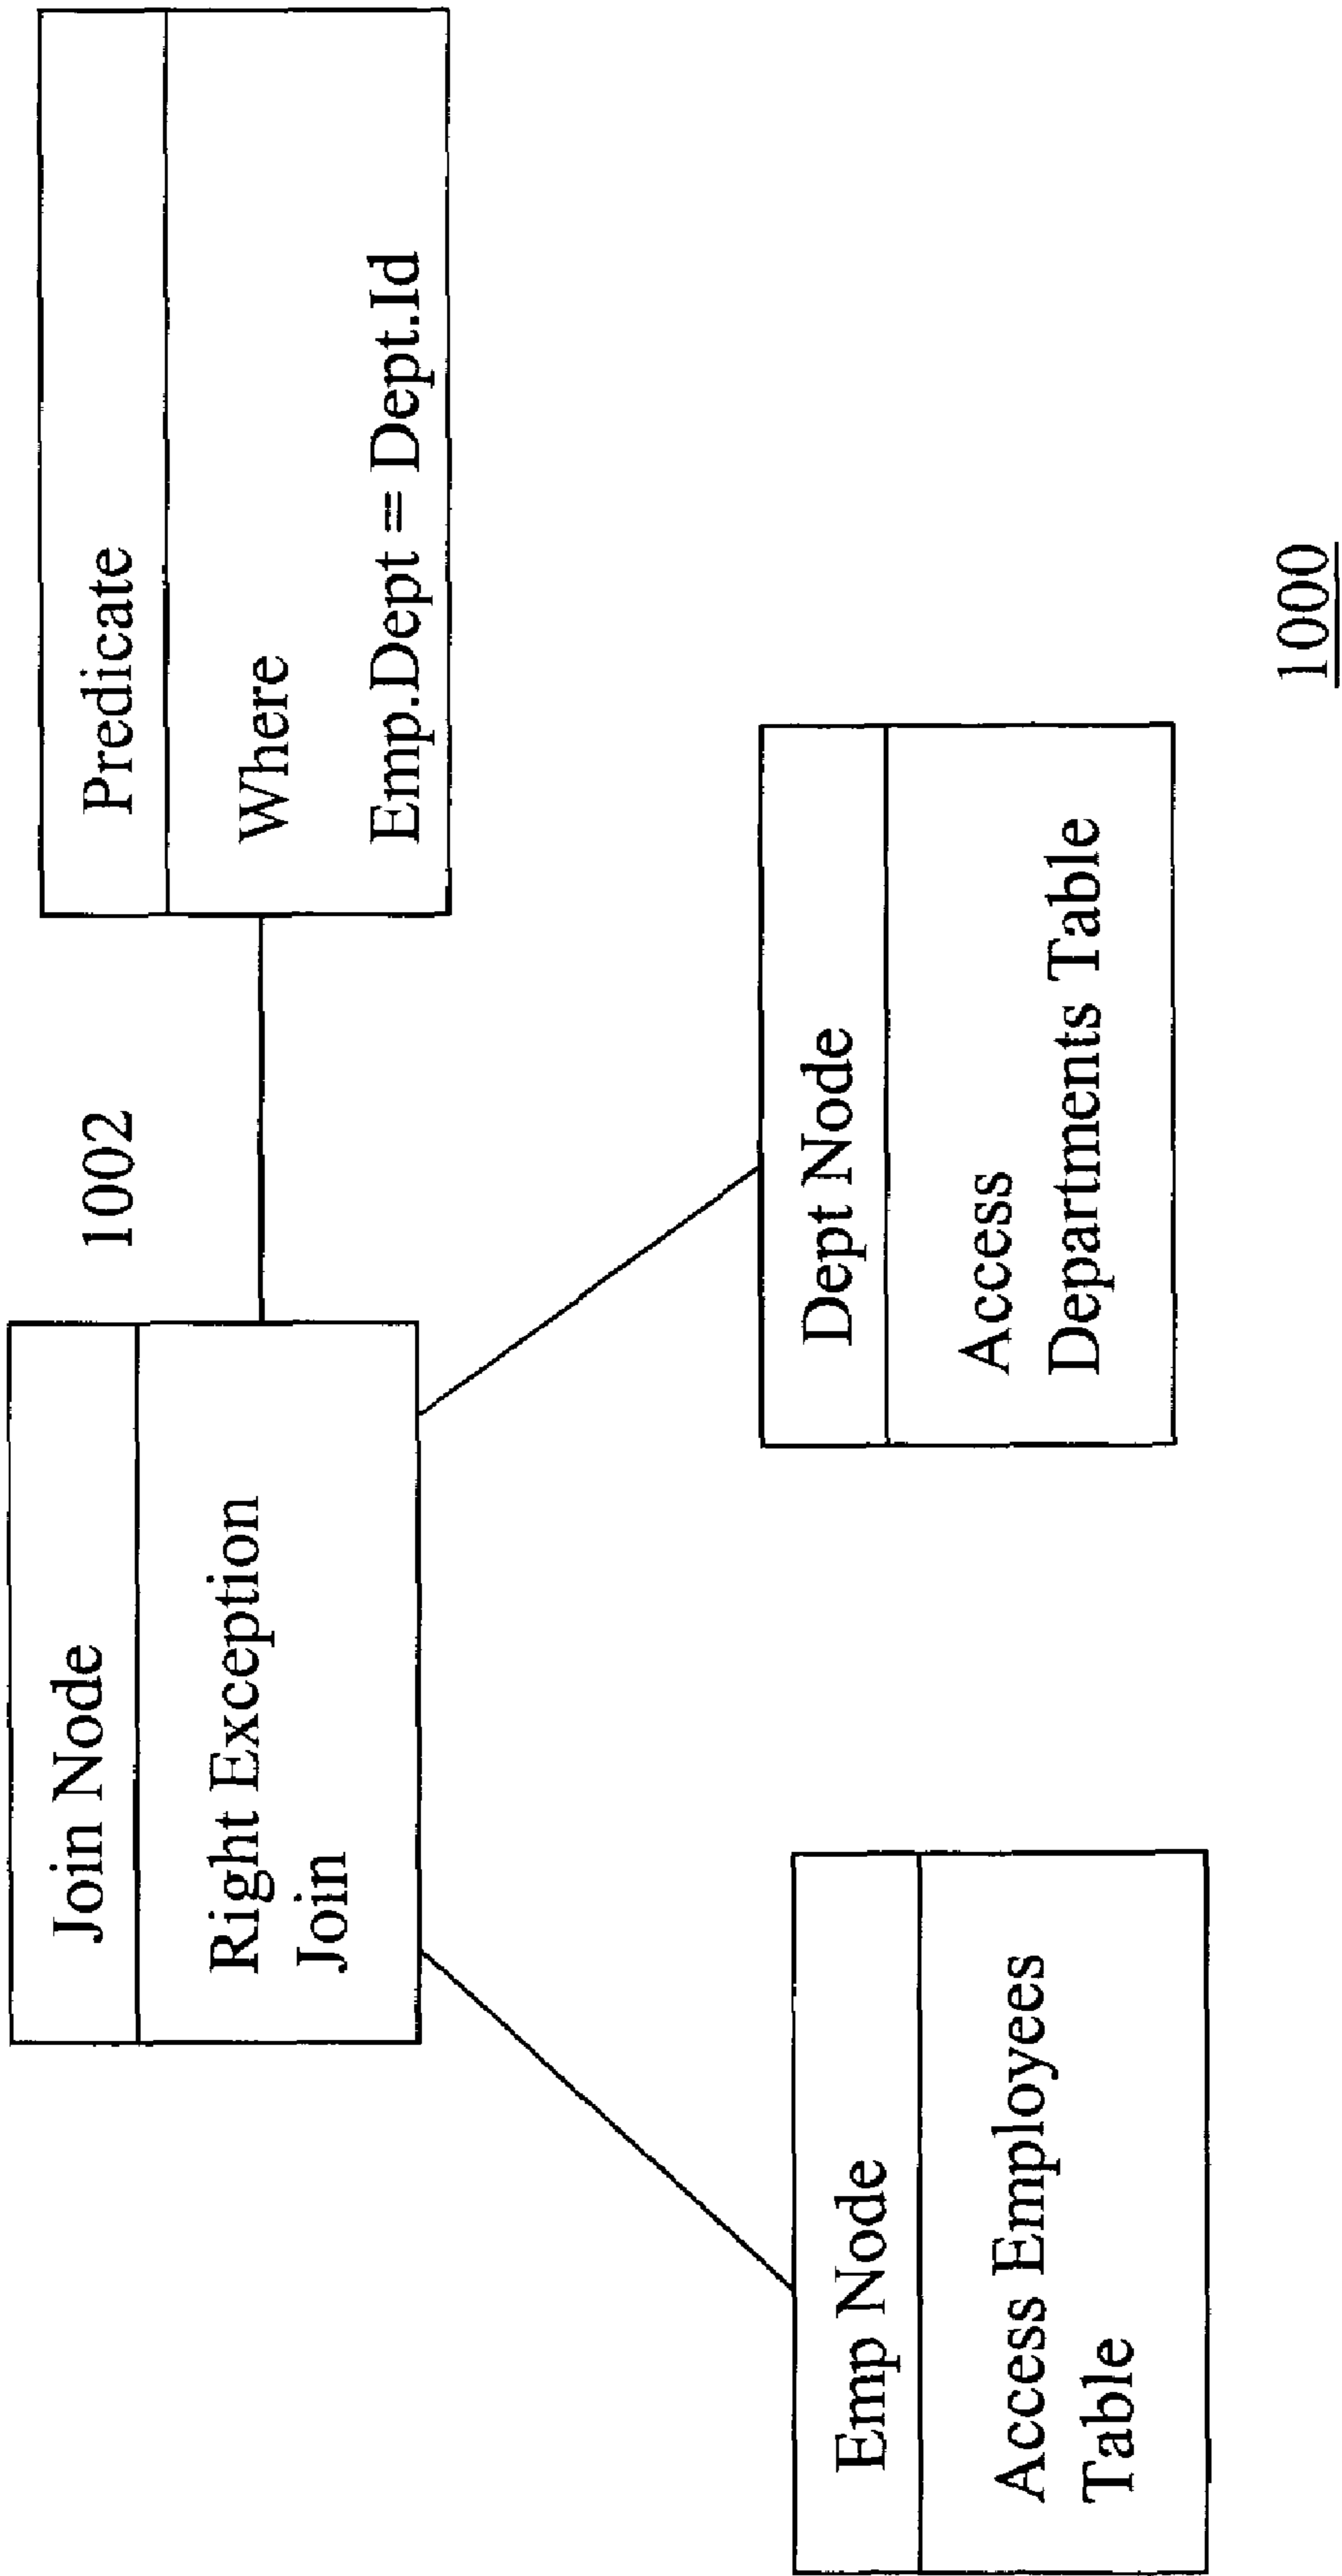 Join Node
Right Exception
Join
1002
Predicate
Where
Emp.Dept = Dept.Id
Emp Node
Access Employees
Table
Dept Node
Access
Departments Table
1000